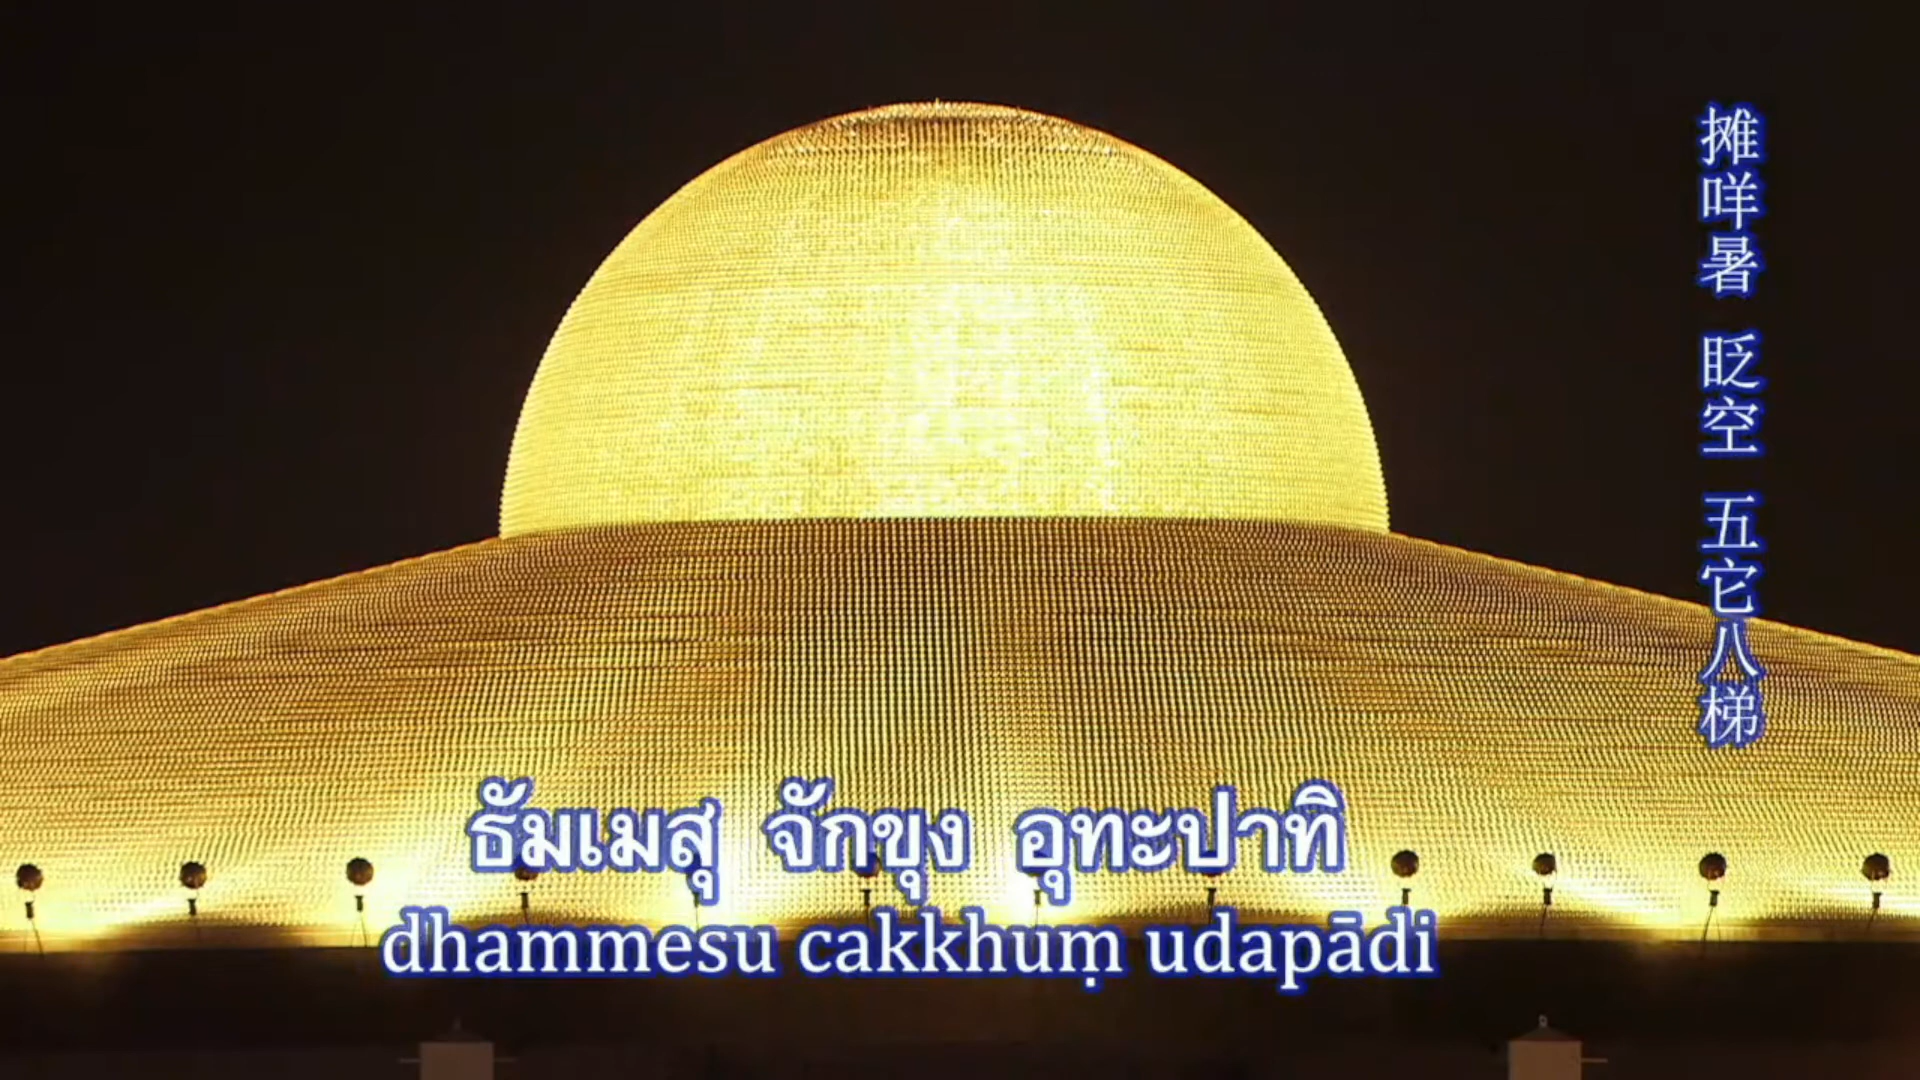 ธัมเมสุ จักขุง อุทะปาทิ
dhammesu cakkhuṃ udapādi
摊咩暑 眨空 五它八梯